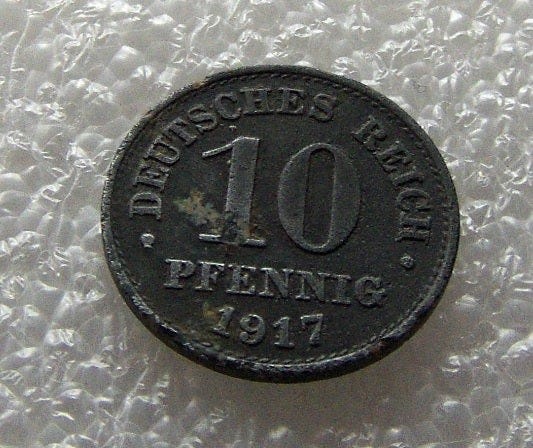 DEUTSCHES REICH
10
PFENNIG
1917